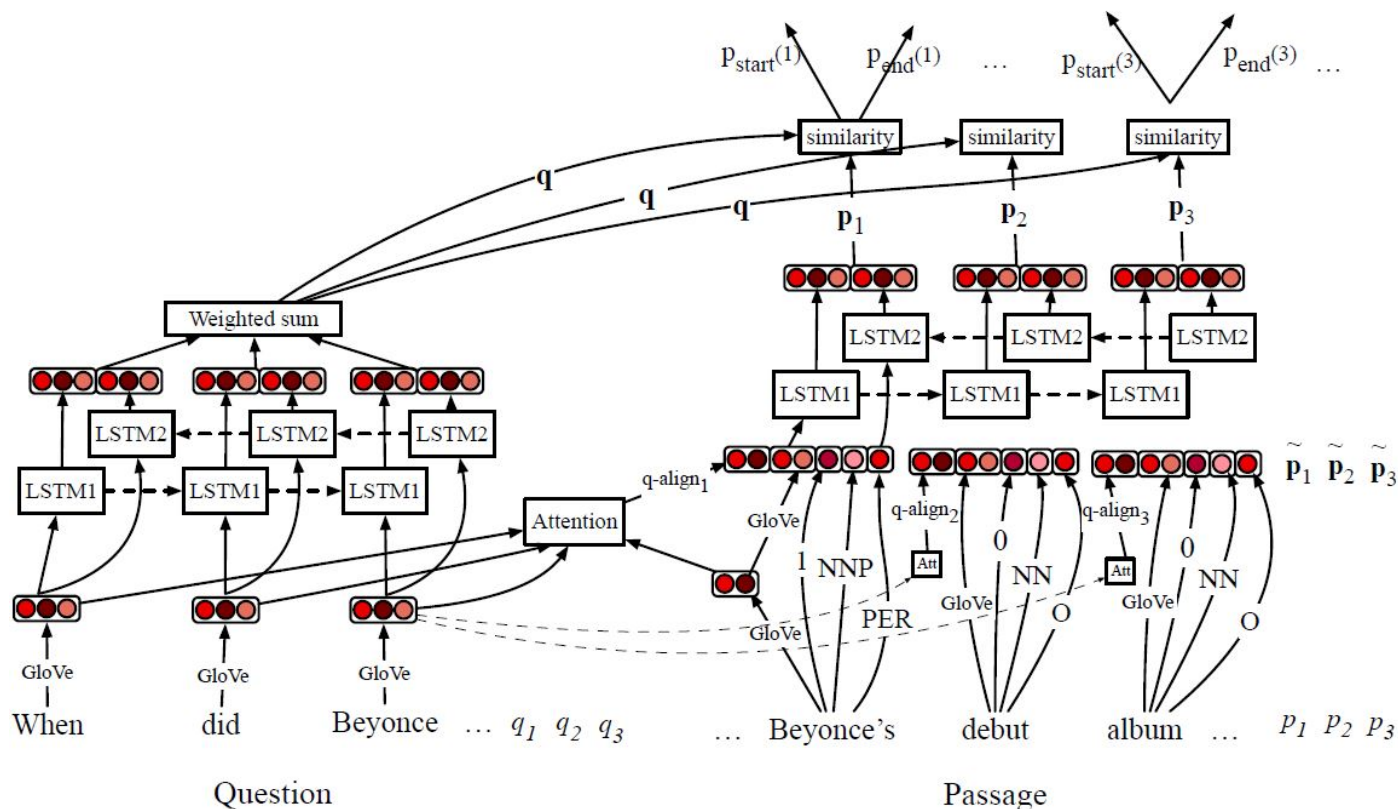 p_start(1) p_end(1) ... p_start(3) p_end(3) ...
similarity similarity similarity
q q q p_1 p_2 p_3
Weighted sum
LSTM2 LSTM2 LSTM2
LSTM1 LSTM1 LSTM1
LSTM2 LSTM2 LSTM2
LSTM1 LSTM1 LSTM1
p̃_1 p̃_2 p̃_3
Attention
q-align_1 q-align_2 q-align_3
Att Att
GloVe 1 NNP PER
GloVe 0 NN O
GloVe 0 NN O
GloVe GloVe GloVe GloVe
When did Beyonce ... q_1 q_2 q_3 ... Beyonce's debut album ... p_1 p_2 p_3
Question Passage